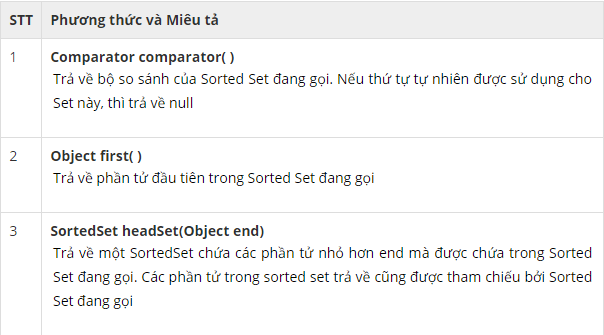 STT Phương thức và Miêu tả
1 Comparator comparator( )
Trả về bộ so sánh của Sorted Set đang gọi. Nếu thứ tự tự nhiên được sử dụng cho
Set này, thì trả về null
2 Object first( )
Trả về phần tử đầu tiên trong Sorted Set đang gọi
3 SortedSet headSet(Object end)
Trả về một SortedSet chứa các phần tử nhỏ hơn end mà được chứa trong Sorted
Set đang gọi. Các phần tử trong sorted set trả về cũng được tham chiếu bởi Sorted
Set đang gọi